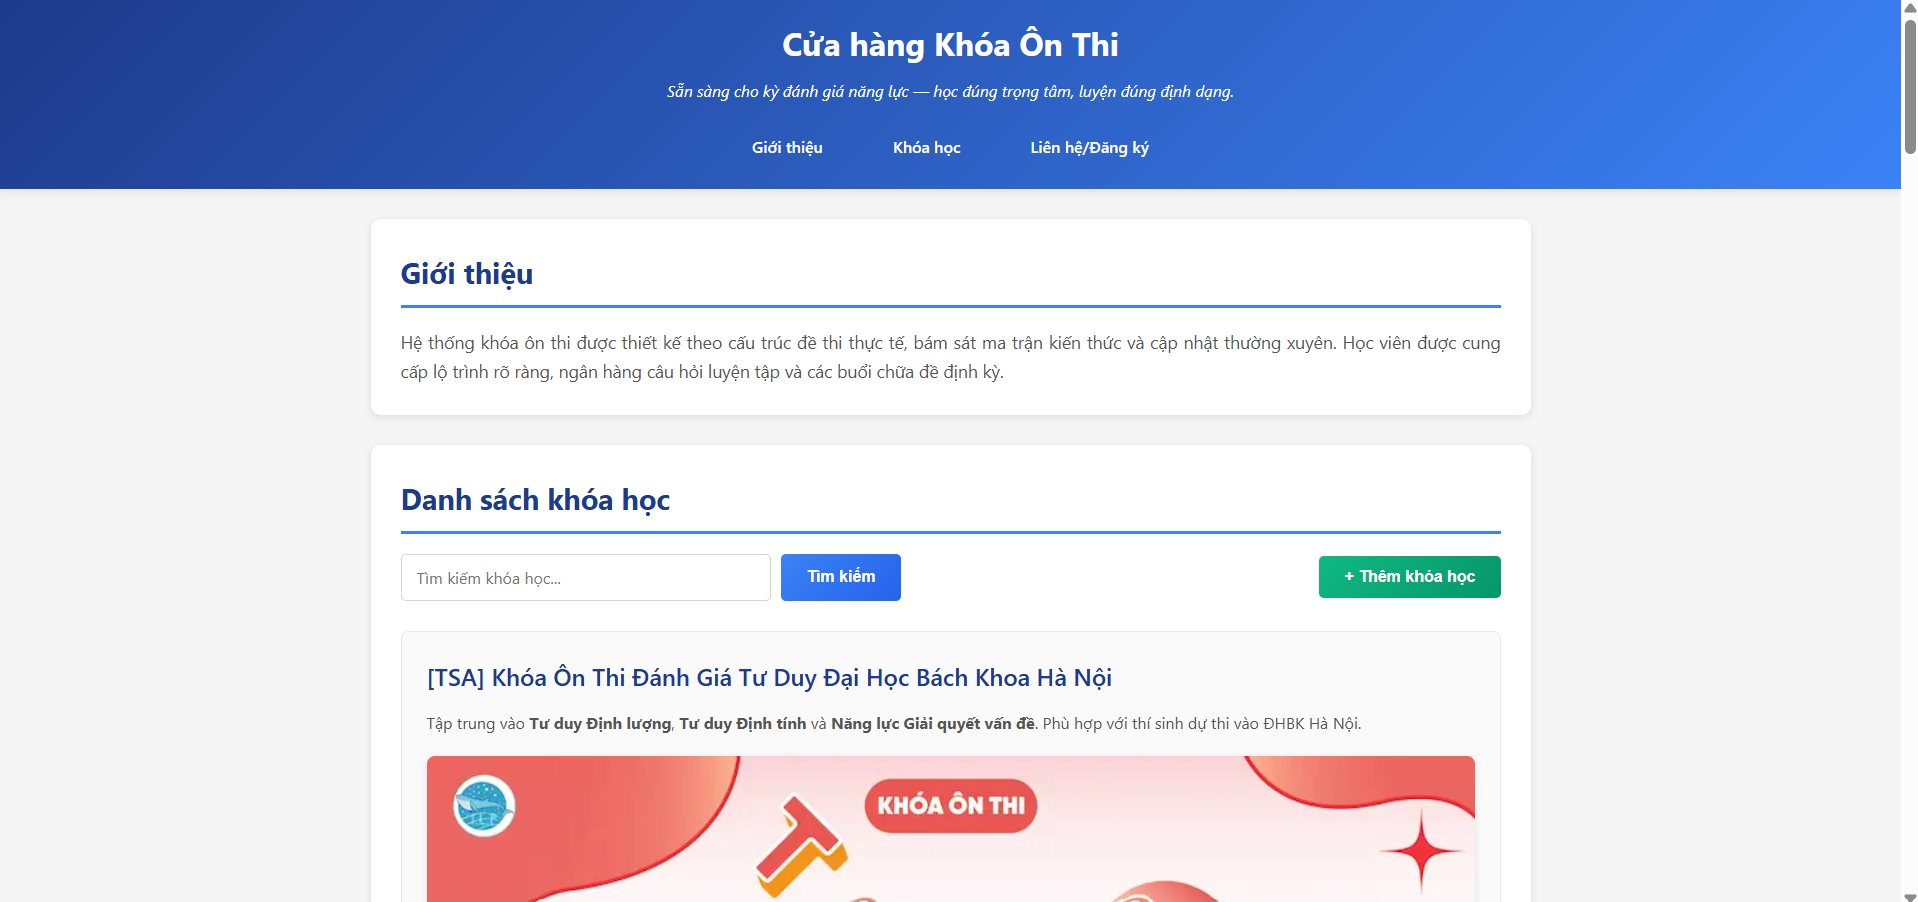 Cửa hàng Khóa Ôn Thi
Sẵn sàng cho kỳ đánh giá năng lực — học đúng trọng tâm, luyện đúng định dạng.
Giới thiệu
Khóa học
Liên hệ/Đăng ký
Giới thiệu
Hệ thống khóa ôn thi được thiết kế theo cấu trúc đề thi thực tế, bám sát ma trận kiến thức và cập nhật thường xuyên. Học viên được cung
cấp lộ trình rõ ràng, ngân hàng câu hỏi luyện tập và các buổi chữa đề định kỳ.
Danh sách khóa học
Tìm kiếm khóa học...
Tìm kiếm
+ Thêm khóa học
[TSA] Khóa Ôn Thi Đánh Giá Tư Duy Đại Học Bách Khoa Hà Nội
Tập trung vào Tư duy Định lượng, Tư duy Định tính và Năng lực Giải quyết vấn đề. Phù hợp với thí sinh dự thi vào ĐHBK Hà Nội.
KHÓA ÔN THI
T